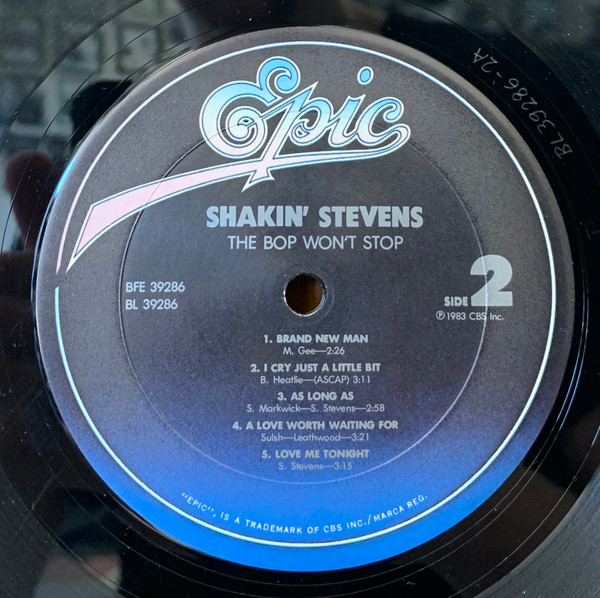 Epic
BL 39286-2A
SHAKIN' STEVENS
THE BOP WON'T STOP
BFE 39286
BL 39286
SIDE 2
℗1983 CBS Inc.
1. BRAND NEW MAN
M. Gee—2:26
2. I CRY JUST A LITTLE BIT
B. Heatlie—(ASCAP) 3:11
3. AS LONG AS
S. Markwick—S. Stevens—2:58
4. A LOVE WORTH WAITING FOR
Sulsh—Leathwood—3:21
5. LOVE ME TONIGHT
S. Stevens—3:15
"EPIC", IS A TRADEMARK OF CBS INC./MARCA REG.